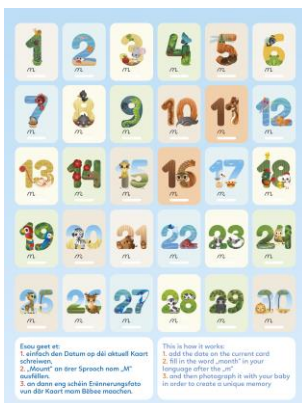 1 2 3 4 5 6
m m m m m m
7 8 9 10 11 12
m m m m m m
13 14 15 16 17 18
m m m m m m
19 20 21 22 23 24
m m m m m m
25 26 27 28 29 30
m m m m m m
Esou geet et:
1. einfach den Datum op déi aktuell Kaart
schreiwen,
2. „Mount“ an ärer Sprooch nom „M“
ausfëllen.
3. an dann eng schéin Erënnerungsfoto
vun där Kaart mam Bëbee maachen.
This is how it works:
1. add the date on the current card
2. fill in the word „month“ in your
language after the „m“
3. and then photograph it with your baby
in order to create a unique memory